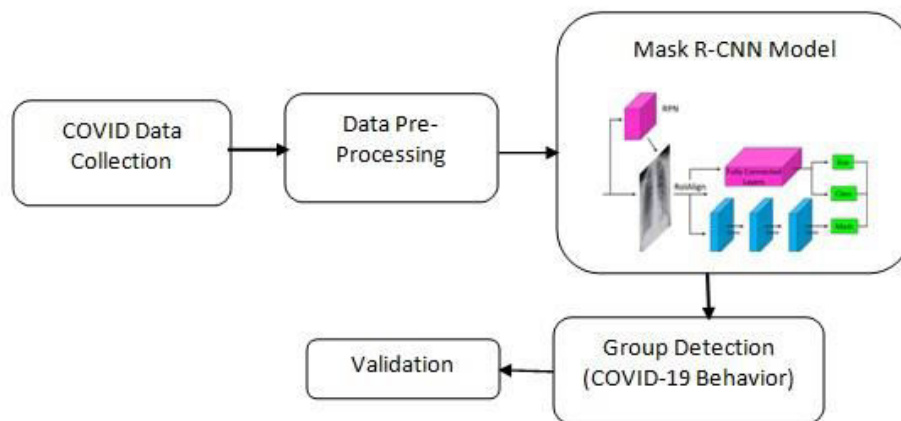 Mask R-CNN Model
RPN
COVID Data
Collection
Data Pre-
Processing
RoIAlign
Fully Connected
Layers
Class
Mask
Group Detection
(COVID-19 Behavior)
Validation